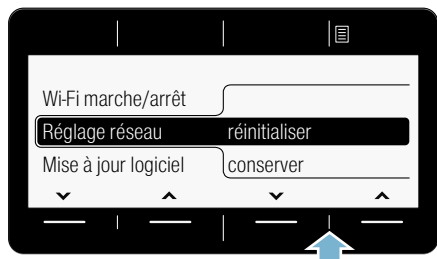 Wi-Fi marche/arrêt
Réglage réseau réinitialiser
Mise à jour logiciel conserver